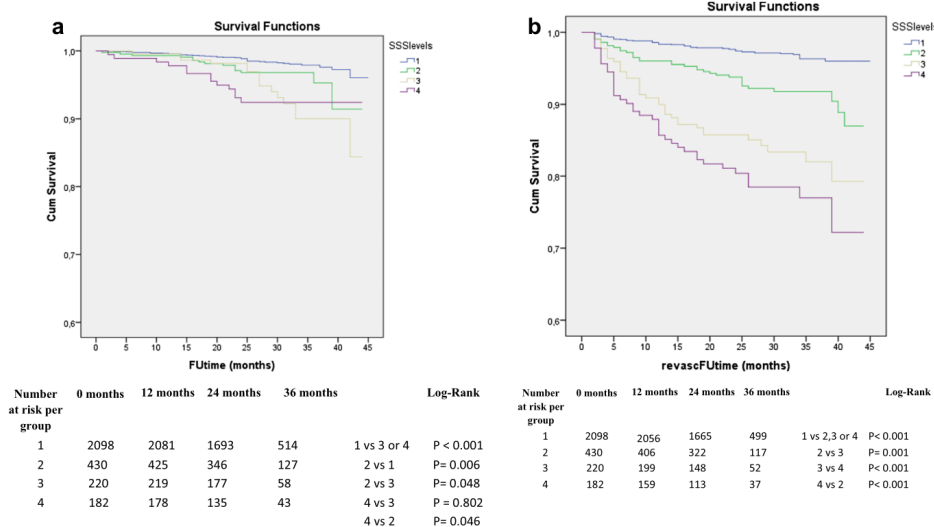 a
Survival Functions
SSSlevels
1
2
3
4
Cum Survival
1,0
0,9
0,8
0,7
0,6
0 5 10 15 20 25 30 35 40 45
FUtime (months)
Number at risk per group 0 months 12 months 24 months 36 months Log-Rank
1 2098 2081 1693 514 1 vs 3 or 4 P < 0.001
2 430 425 346 127 2 vs 1 P= 0.006
3 220 219 177 58 2 vs 3 P= 0.048
4 182 178 135 43 4 vs 3 P = 0.802
4 vs 2 P= 0.046
b
Survival Functions
SSSlevels
1
2
3
4
Cum Survival
1,0
0,9
0,8
0,7
0,6
0 5 10 15 20 25 30 35 40 45
revascFUtime (months)
Number at risk per group 0 months 12 months 24 months 36 months Log-Rank
1 2098 2056 1665 499 1 vs 2,3 or 4 P< 0.001
2 430 406 322 117 2 vs 3 P< 0.001
3 220 199 148 52 3 vs 4 P< 0.001
4 182 159 113 37 4 vs 2 P< 0.001